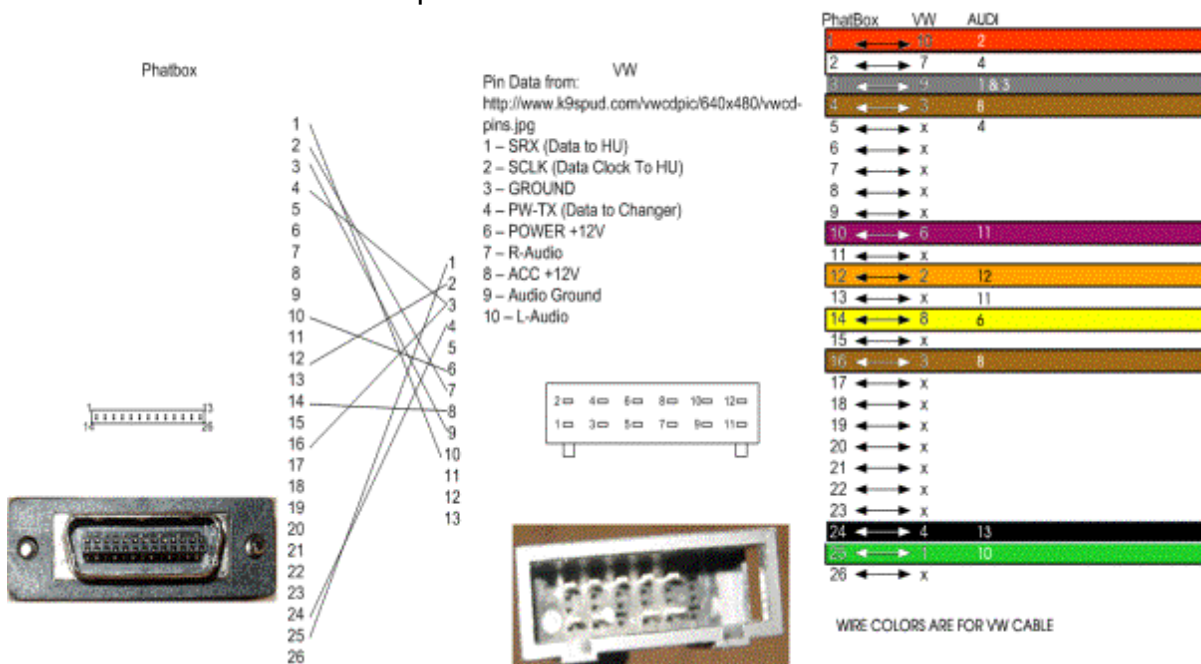 Phatbox
1
13
14
26
1
2
3
4
5
6
7
8
9
10
11
12
13
14
15
16
17
18
19
20
21
22
23
24
25
26
VW
Pin Data from:
http://www.k9spud.com/vwcdpic/640x480/vwcd-
pins.jpg
1 – SRX (Data to HU)
2 – SCLK (Data Clock To HU)
3 – GROUND
4 – PW-TX (Data to Changer)
6 – POWER +12V
7 – R-Audio
8 – ACC +12V
9 – Audio Ground
10 – L-Audio
1
2
3
4
5
6
7
8
9
10
11
12
13
2 4 6 8 10 12
1 3 5 7 9 11
PhatBox VW AUDI
1 10 2
2 7 4
3 9 1 & 3
4 3 8
5 x 4
6 x
7 x
8 x
9 x
10 6 11
11 x
12 2 12
13 x 11
14 8 6
15 x
16 3 8
17 x
18 x
19 x
20 x
21 x
22 x
23 x
24 4 13
25 1 10
26 x
WIRE COLORS ARE FOR VW CABLE